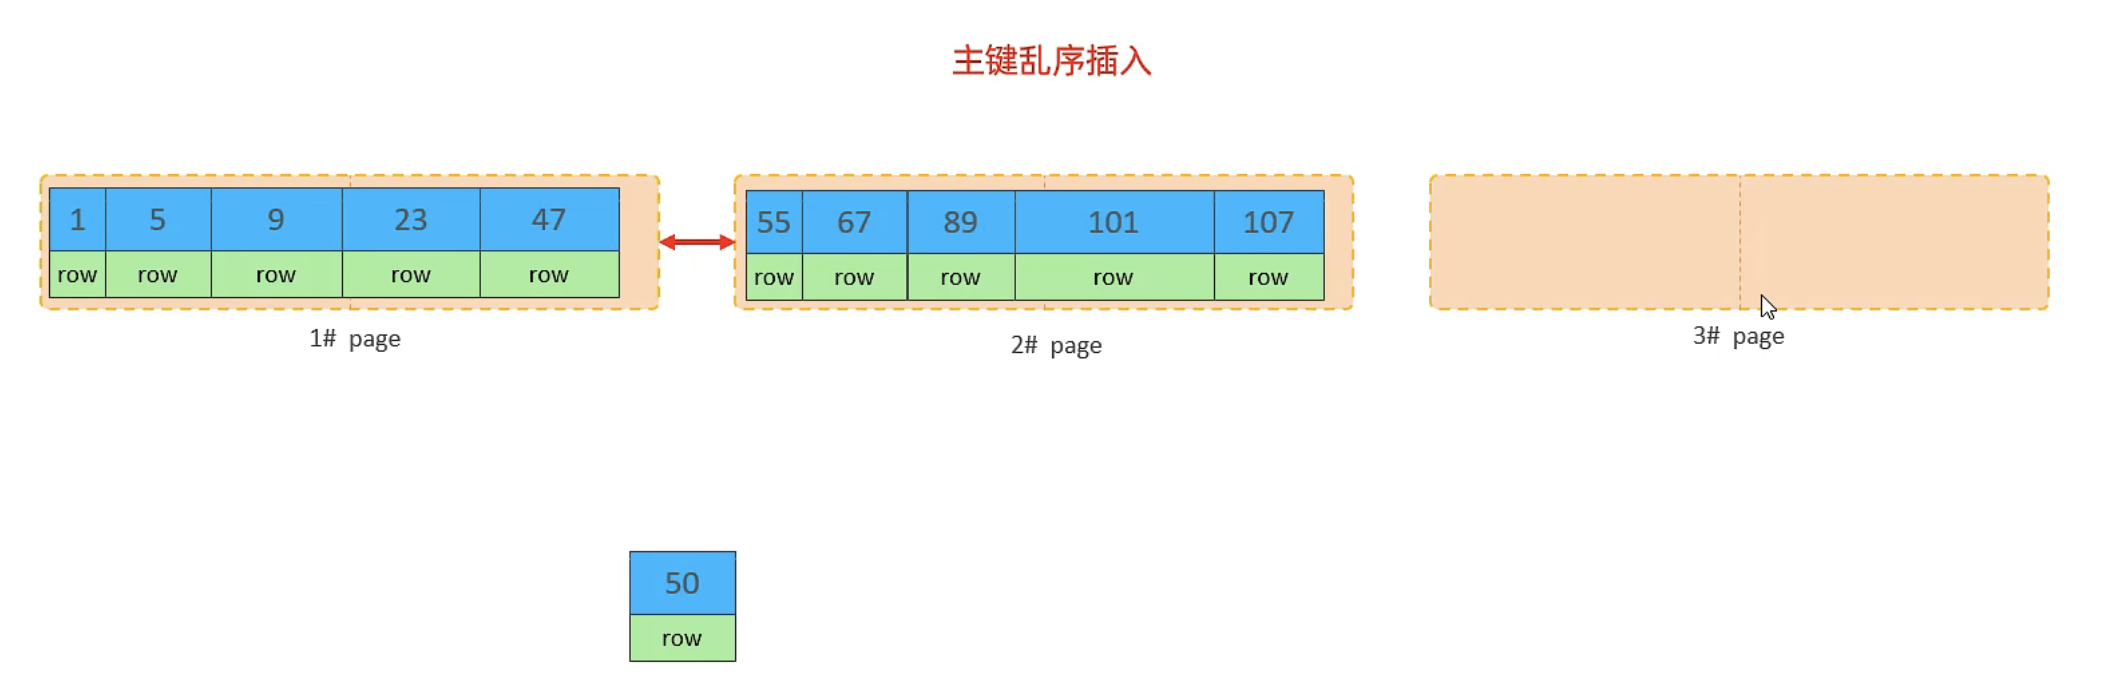 主键乱序插入
1 5 9 23 47
row row row row row
1# page
55 67 89 101 107
row row row row row
2# page
3# page
50
row